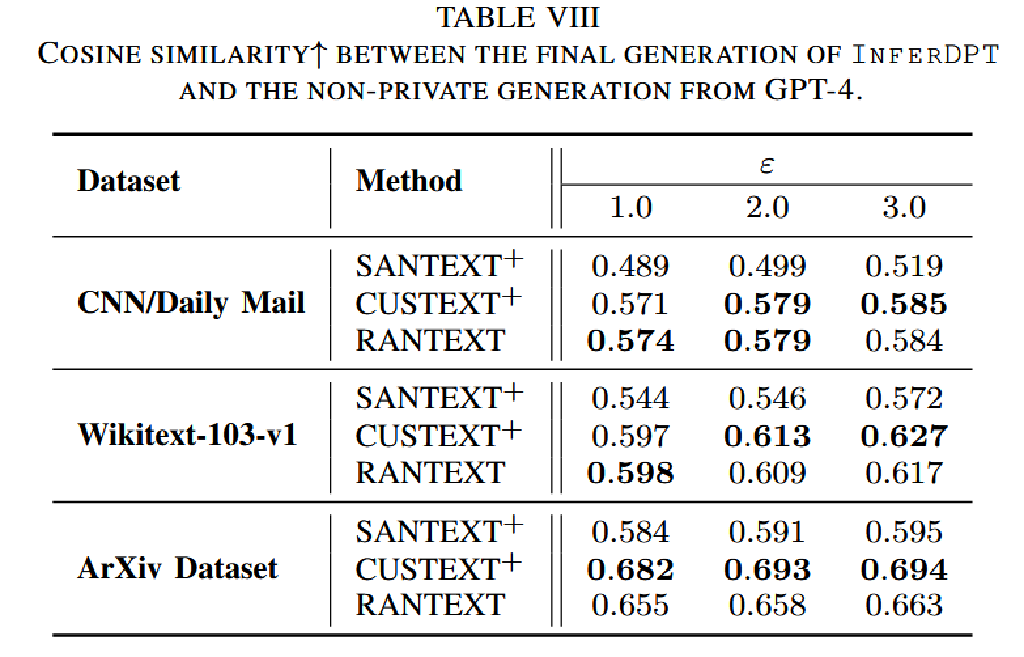 TABLE VIII
COSINE SIMILARITY↑ BETWEEN THE FINAL GENERATION OF INFERDPT
AND THE NON-PRIVATE GENERATION FROM GPT-4.
Dataset Method ε
1.0 2.0 3.0
SANTEXT+ 0.489 0.499 0.519
CNN/Daily Mail CUSTEXT+ 0.571 0.579 0.585
RANTEXT 0.574 0.579 0.584
SANTEXT+ 0.544 0.546 0.572
Wikitext-103-v1 CUSTEXT+ 0.597 0.613 0.627
RANTEXT 0.598 0.609 0.617
SANTEXT+ 0.584 0.591 0.595
ArXiv Dataset CUSTEXT+ 0.682 0.693 0.694
RANTEXT 0.655 0.658 0.663